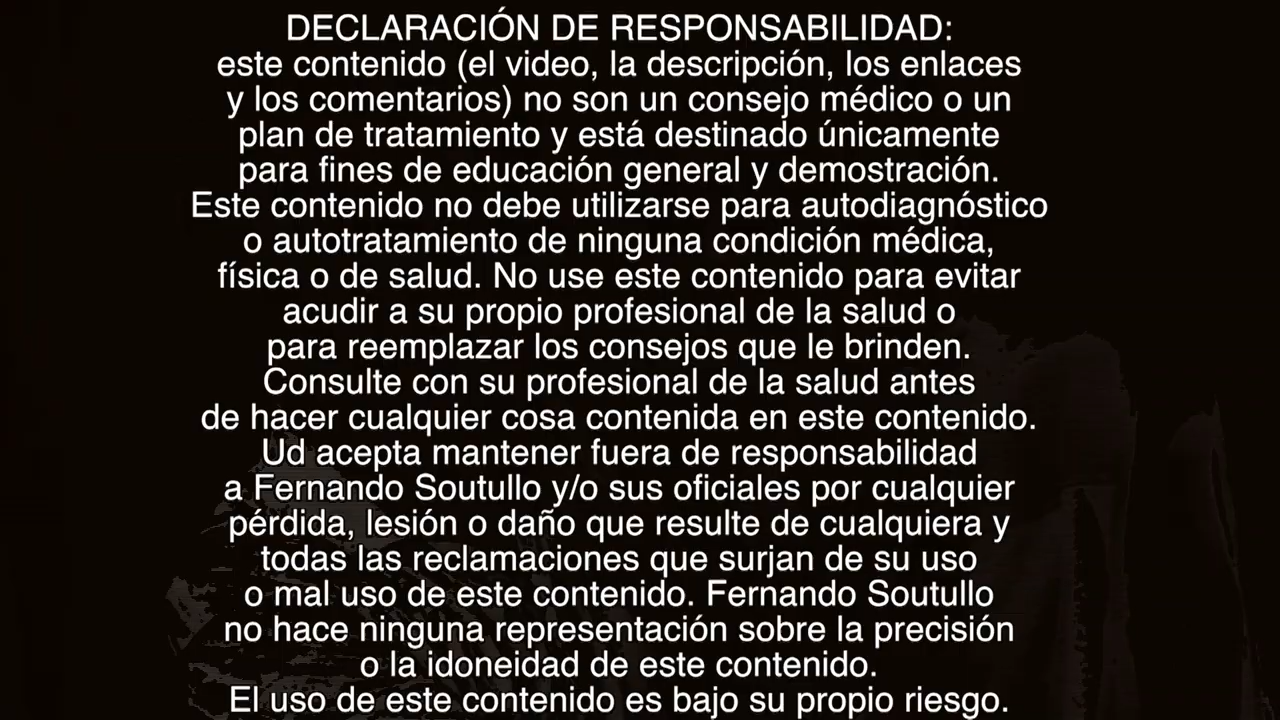 DECLARACIÓN DE RESPONSABILIDAD:
este contenido (el video, la descripción, los enlaces
y los comentarios) no son un consejo médico o un
plan de tratamiento y está destinado únicamente
para fines de educación general y demostración.
Este contenido no debe utilizarse para autodiagnóstico
o autotratamiento de ninguna condición médica,
física o de salud. No use este contenido para evitar
acudir a su propio profesional de la salud o
para reemplazar los consejos que le brinden.
Consulte con su profesional de la salud antes
de hacer cualquier cosa contenida en este contenido.
Ud acepta mantener fuera de responsabilidad
a Fernando Soutullo y/o sus oficiales por cualquier
pérdida, lesión o daño que resulte de cualquiera y
todas las reclamaciones que surjan de su uso
o mal uso de este contenido. Fernando Soutullo
no hace ninguna representación sobre la precisión
o la idoneidad de este contenido.
El uso de este contenido es bajo su propio riesgo.